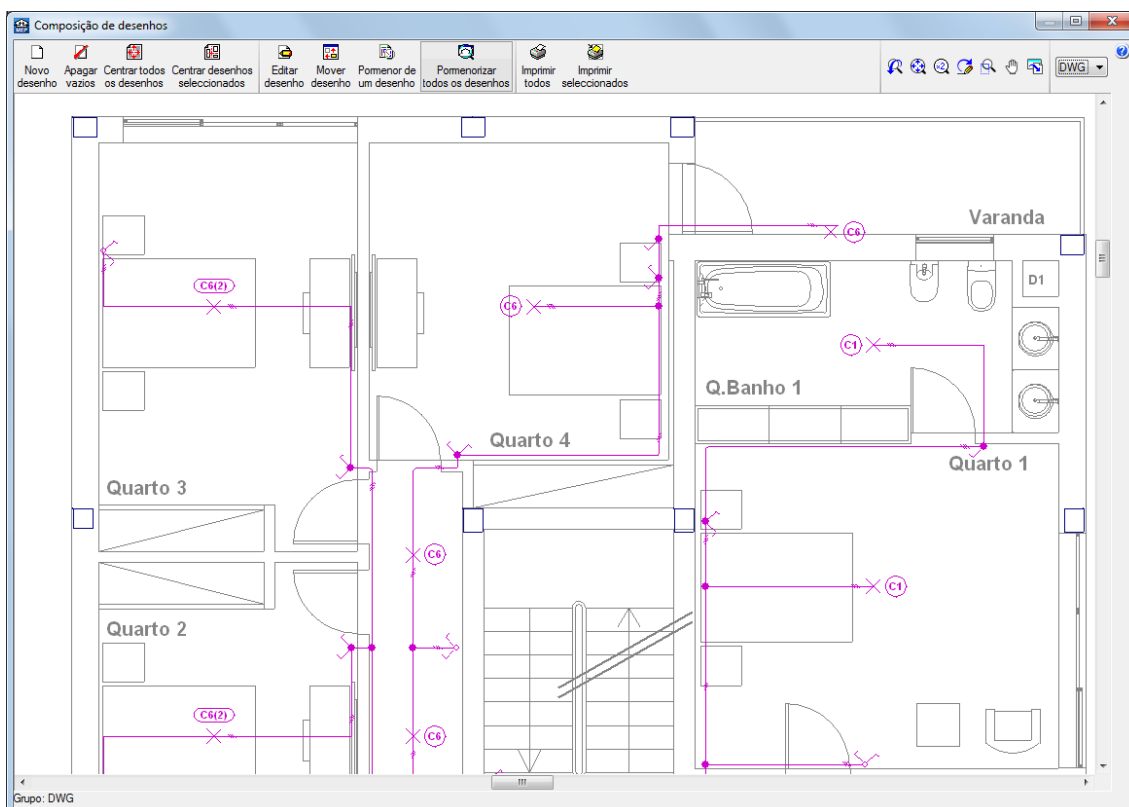 Composição de desenhos
Novo desenho
Apagar vazios
Centrar todos os desenhos
Centrar desenhos seleccionados
Editar desenho
Mover desenho
Pormenor de um desenho
Pomenorizar todos os desenhos
Imprimir todos
Imprimir seleccionados
DWG
Varanda
C6
D1
C6(2)
C6
C1
Q.Banho 1
Quarto 4
Quarto 1
Quarto 3
C6
C1
Quarto 2
C6(2)
C6
Grupo: DWG